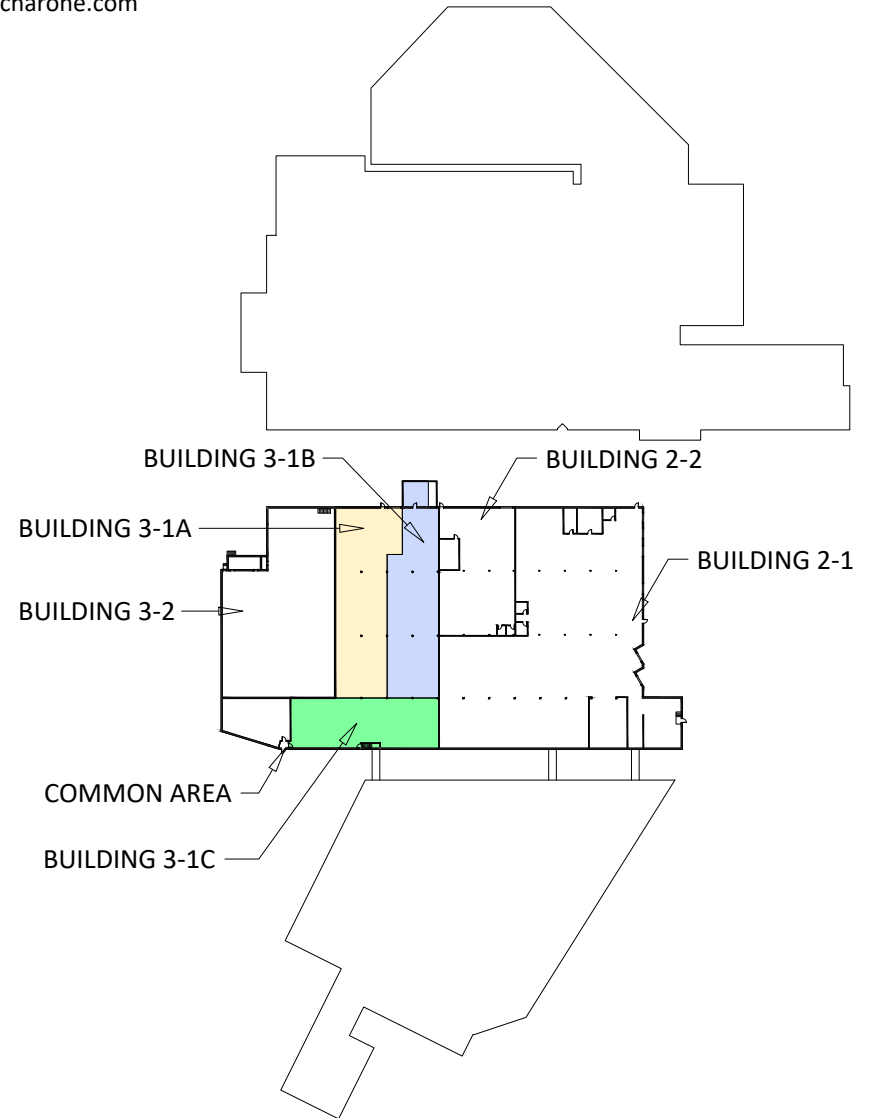 charone.com
BUILDING 3-1B
BUILDING 2-2
BUILDING 3-1A
BUILDING 2-1
BUILDING 3-2
COMMON AREA
BUILDING 3-1C